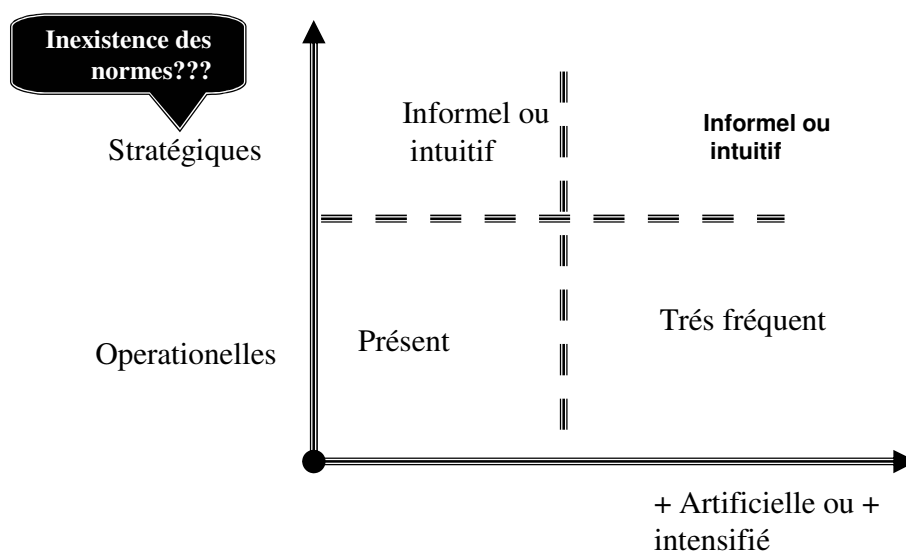 Inexistence des
normes???
Stratégiques
Informel ou
intuitif
Informel ou
intuitif
Operationelles
Présent
Trés fréquent
+ Artificielle ou +
intensifié